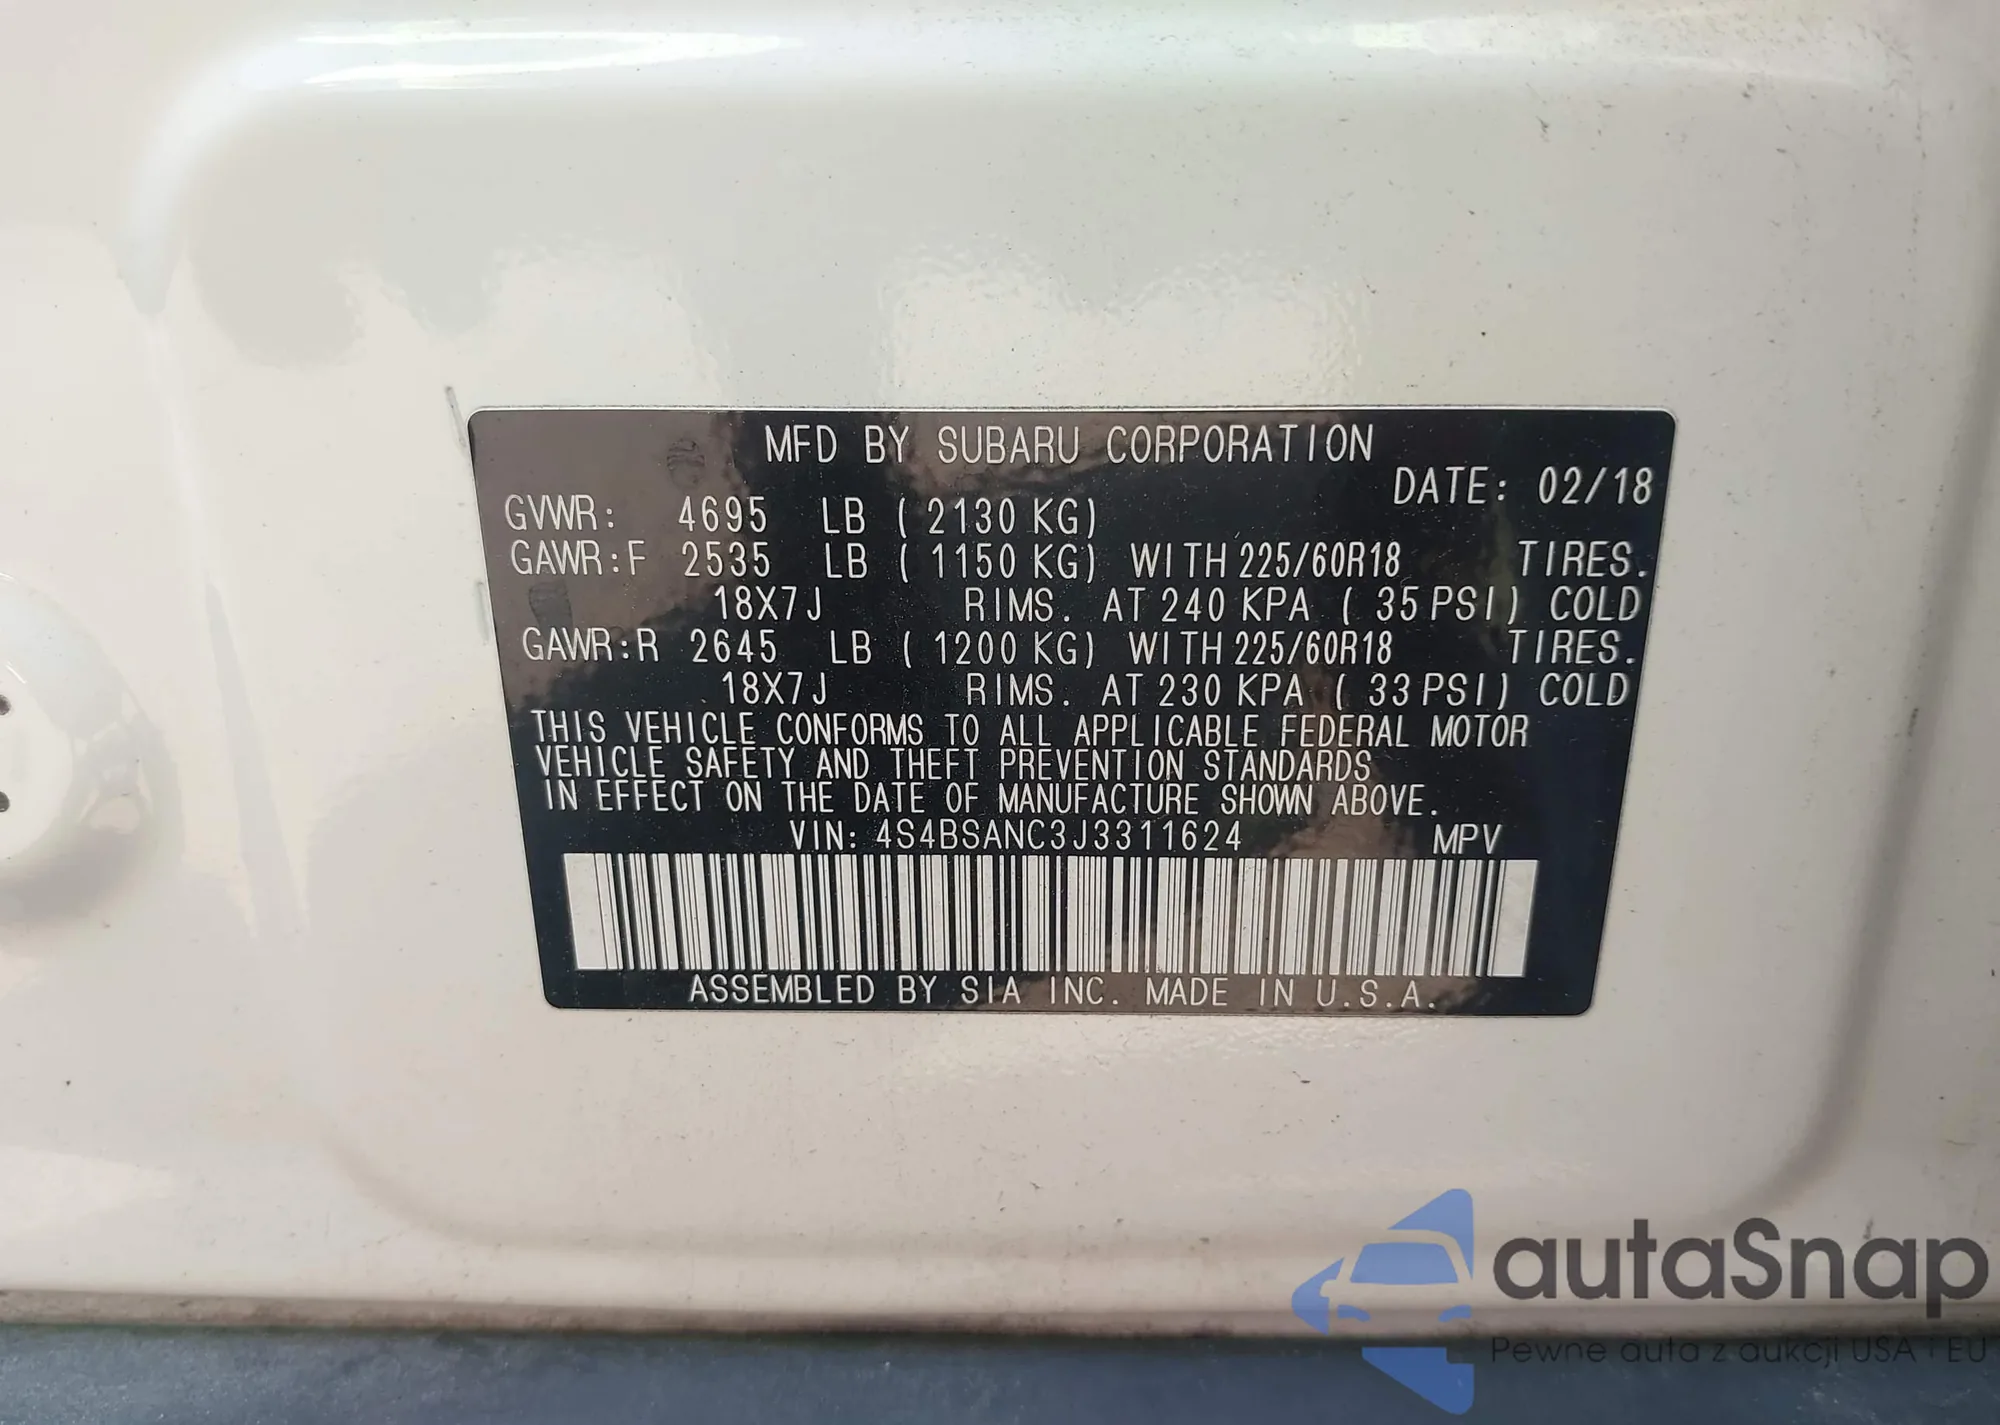 MFD BY SUBARU CORPORATION
DATE: 02/18
GVWR: 4695 LB (2130 KG)
GAWR:F 2535 LB (1150 KG) WITH 225/60R18 TIRES.
18X7J RIMS. AT 240 KPA (35 PSI) COLD
GAWR:R 2645 LB (1200 KG) WITH 225/60R18 TIRES.
18X7J RIMS. AT 230 KPA (33 PSI) COLD
THIS VEHICLE CONFORMS TO ALL APPLICABLE FEDERAL MOTOR
VEHICLE SAFETY AND THEFT PREVENTION STANDARDS
IN EFFECT ON THE DATE OF MANUFACTURE SHOWN ABOVE.
VIN: 4S4BSANC3J3311624 MPV
ASSEMBLED BY SIA INC. MADE IN U.S.A.
autaSnap
Pewne auta z aukcji USA i EU